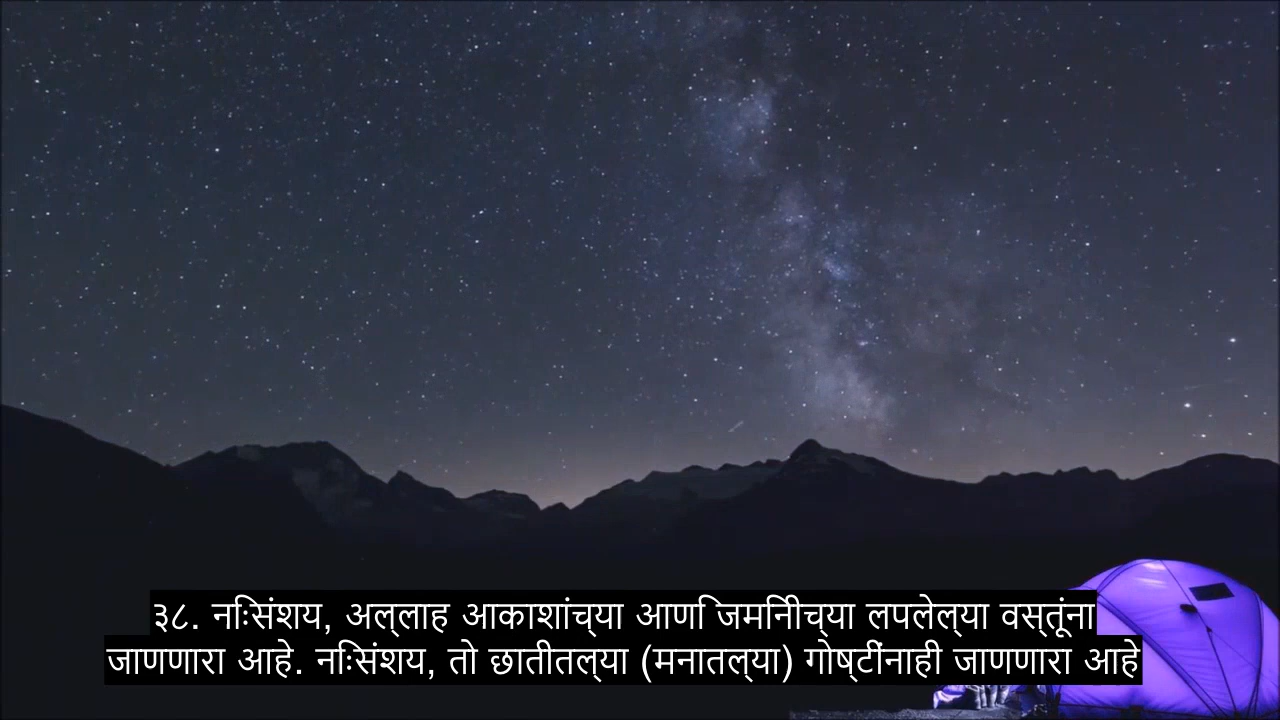 ३८. निःसंशय, अल्लाह आकाशांच्या आणि जमिनीच्या लपलेल्या वस्तूंना
जाणणारा आहे. निःसंशय, तो छातीतल्या (मनातल्या) गोष्टींनाही जाणणारा आहे